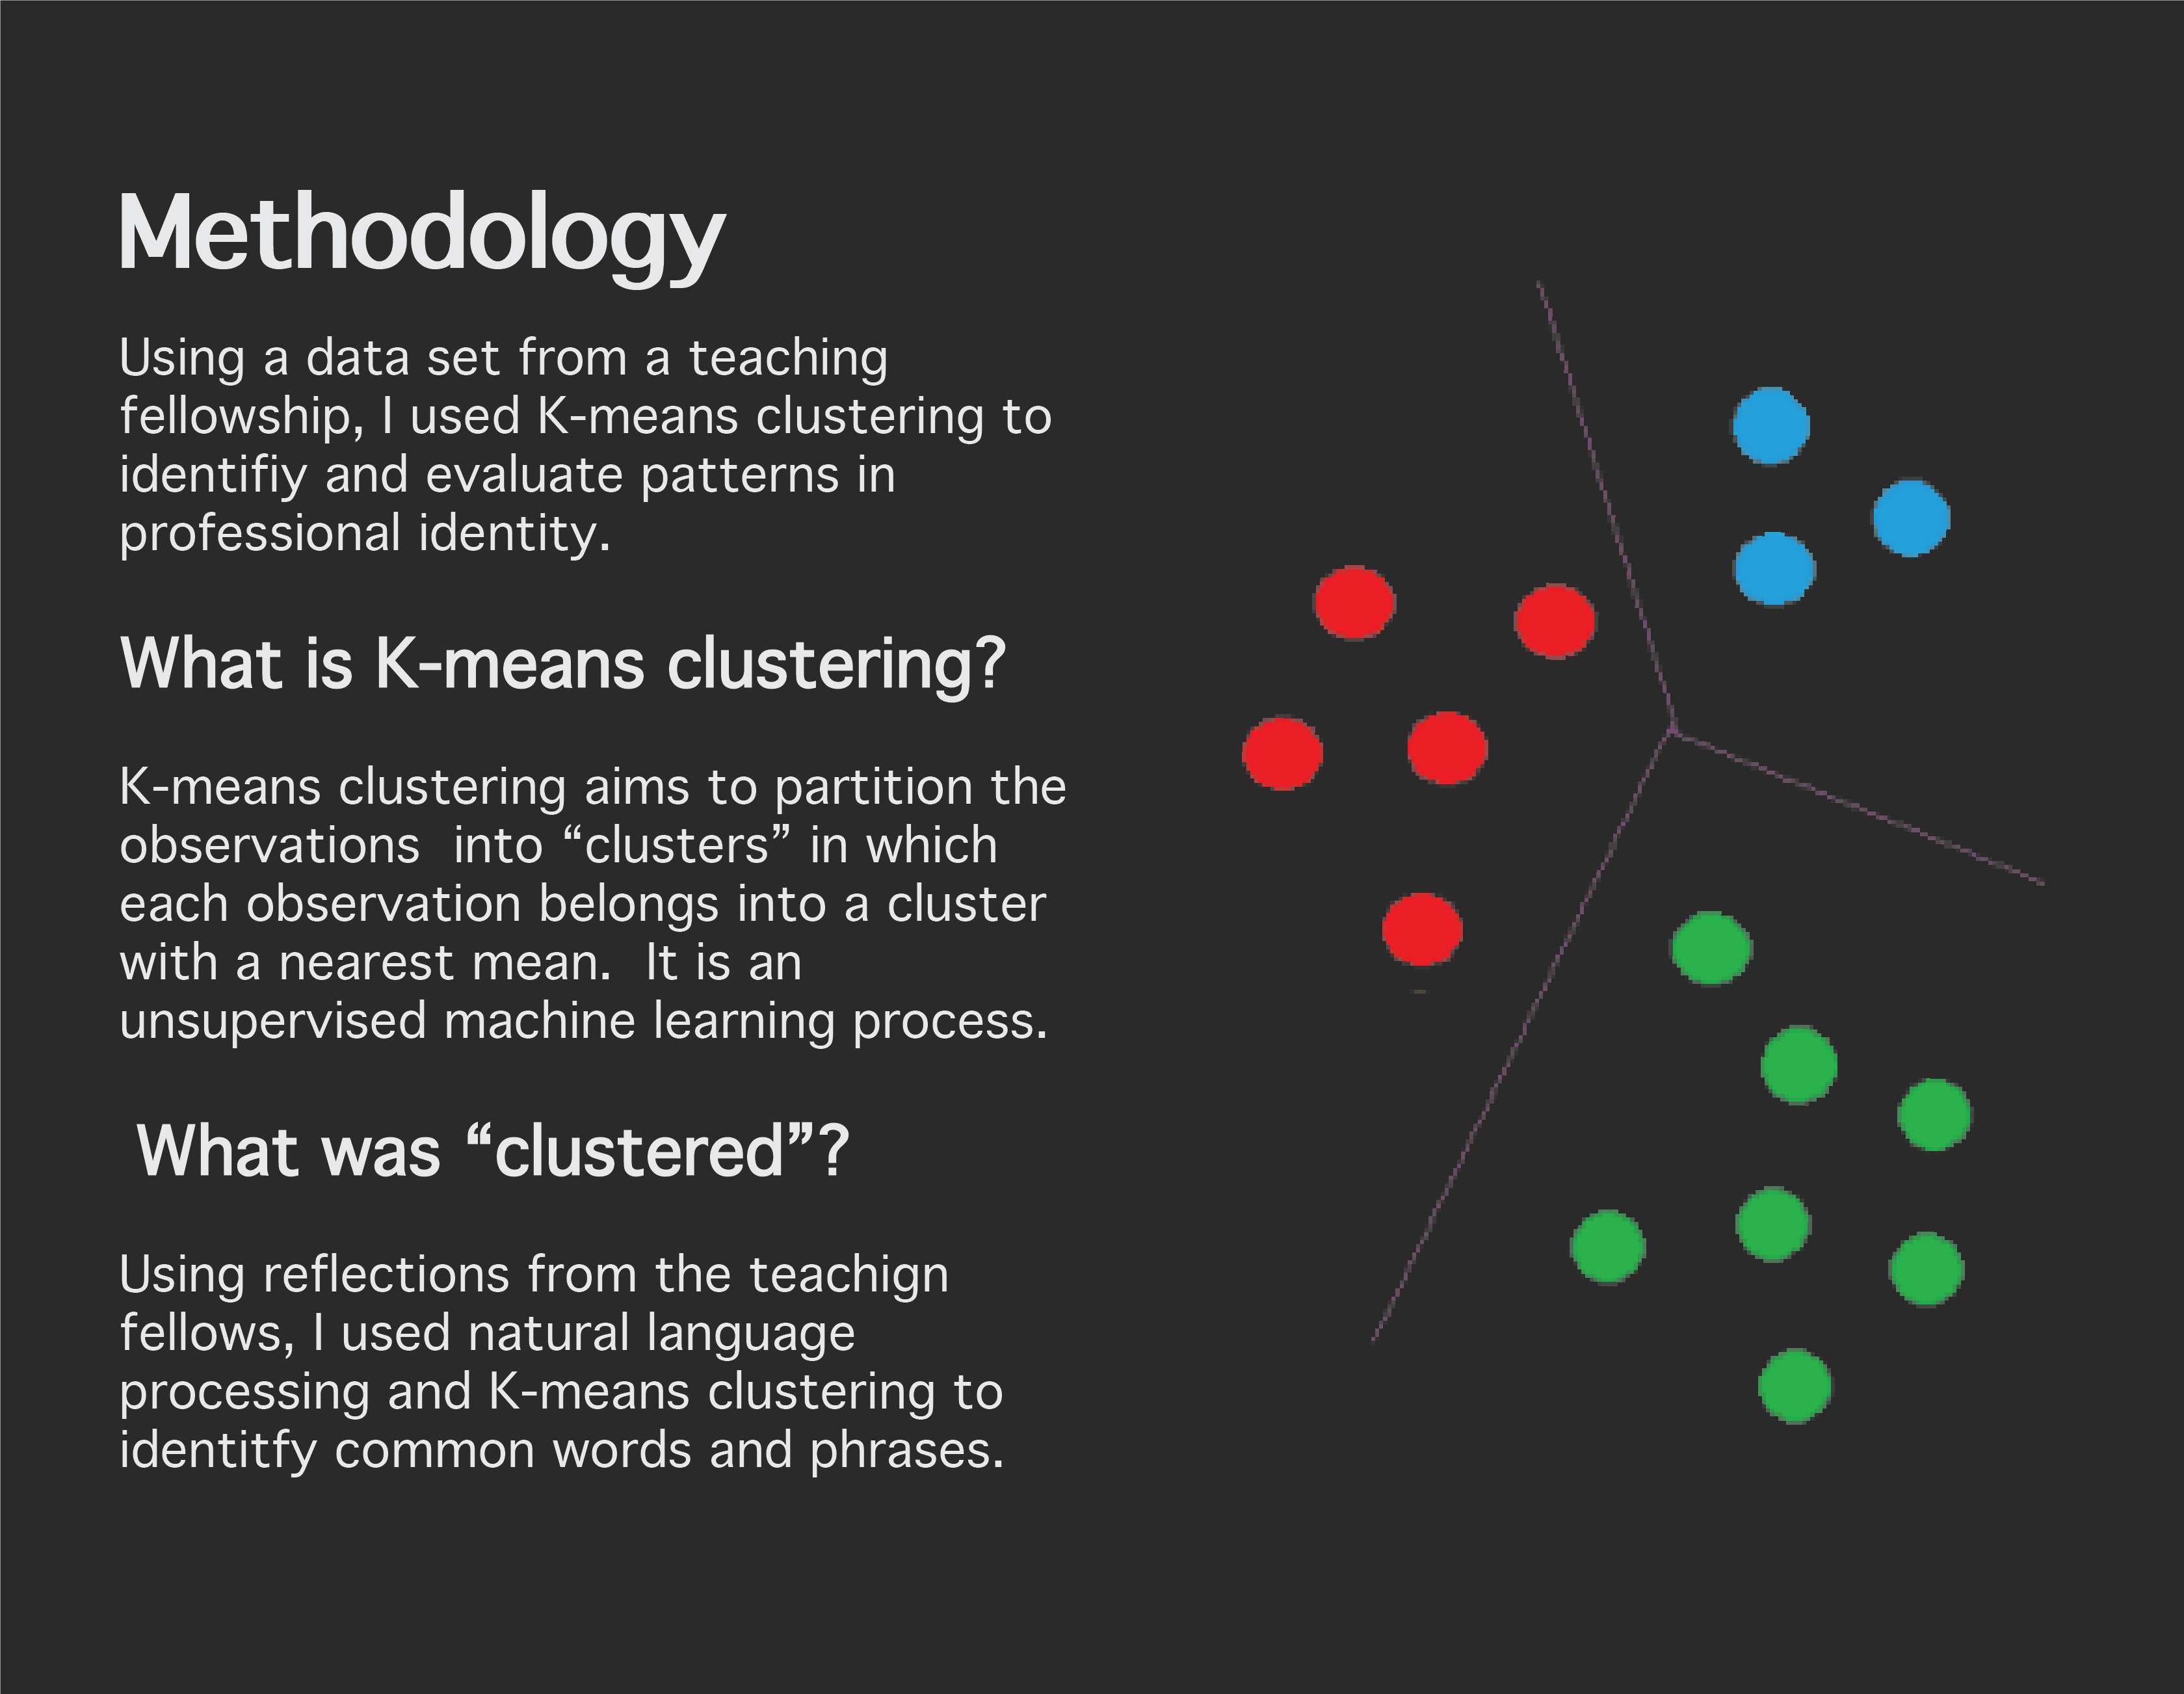 Methodology
Using a data set from a teaching
fellowship, I used K-means clustering to
identifiy and evaluate patterns in
professional identity.
What is K-means clustering?
K-means clustering aims to partition the
observations  into “clusters” in which
each observation belongs into a cluster
with a nearest mean.  It is an
unsupervised machine learning process.
What was “clustered”?
Using reflections from the teachign
fellows, I used natural language
processing and K-means clustering to
identitfy common words and phrases.